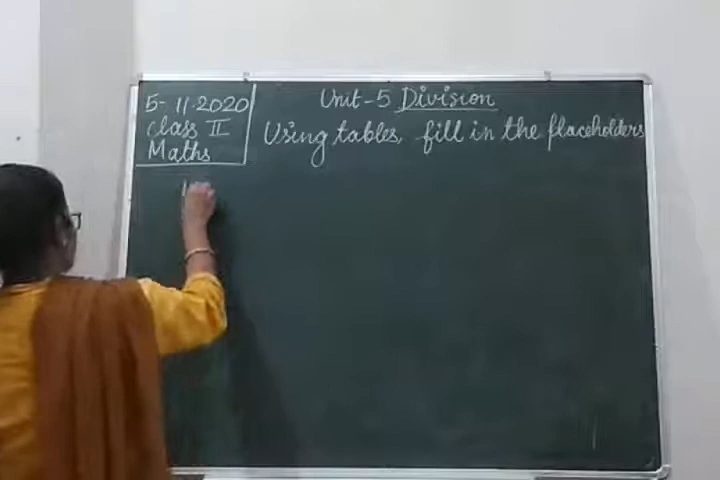 5-11-2020
Class II
Maths
Unit-5 Division
Using tables, fill in the placeholders